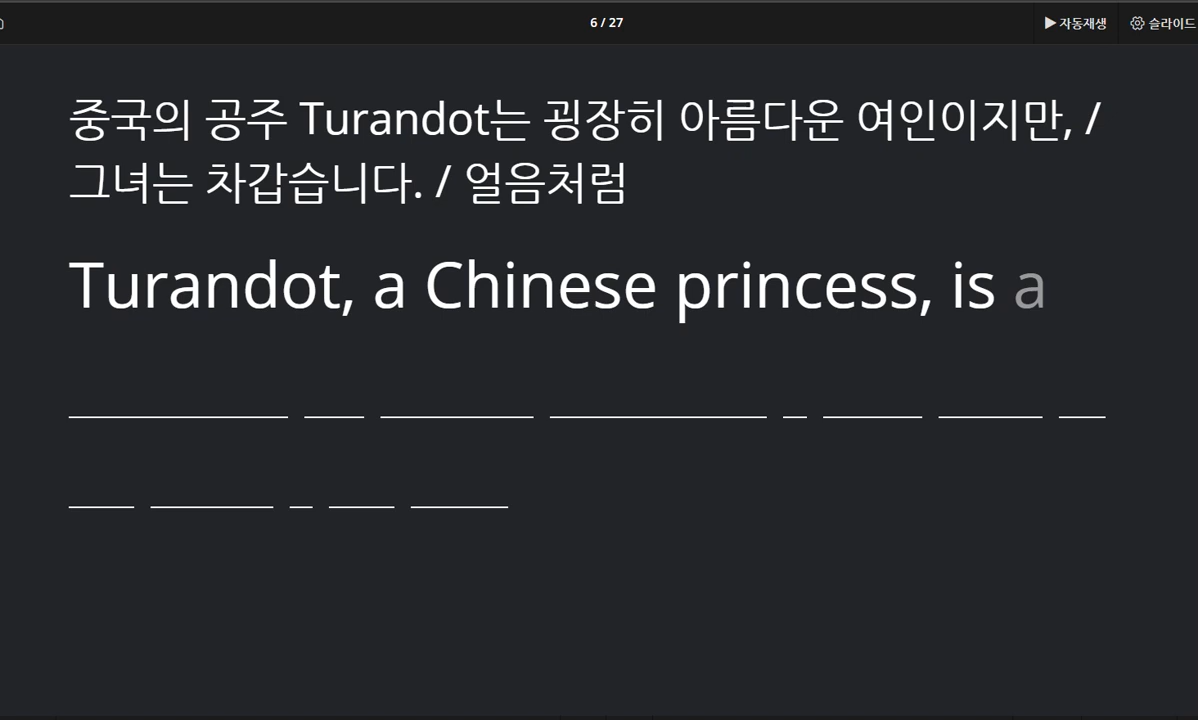 6 / 27
▶ 자동재생
슬라이드
중국의 공주 Turandot는 굉장히 아름다운 여인이지만, /
그녀는 차갑습니다. / 얼음처럼
Turandot, a Chinese princess, is a